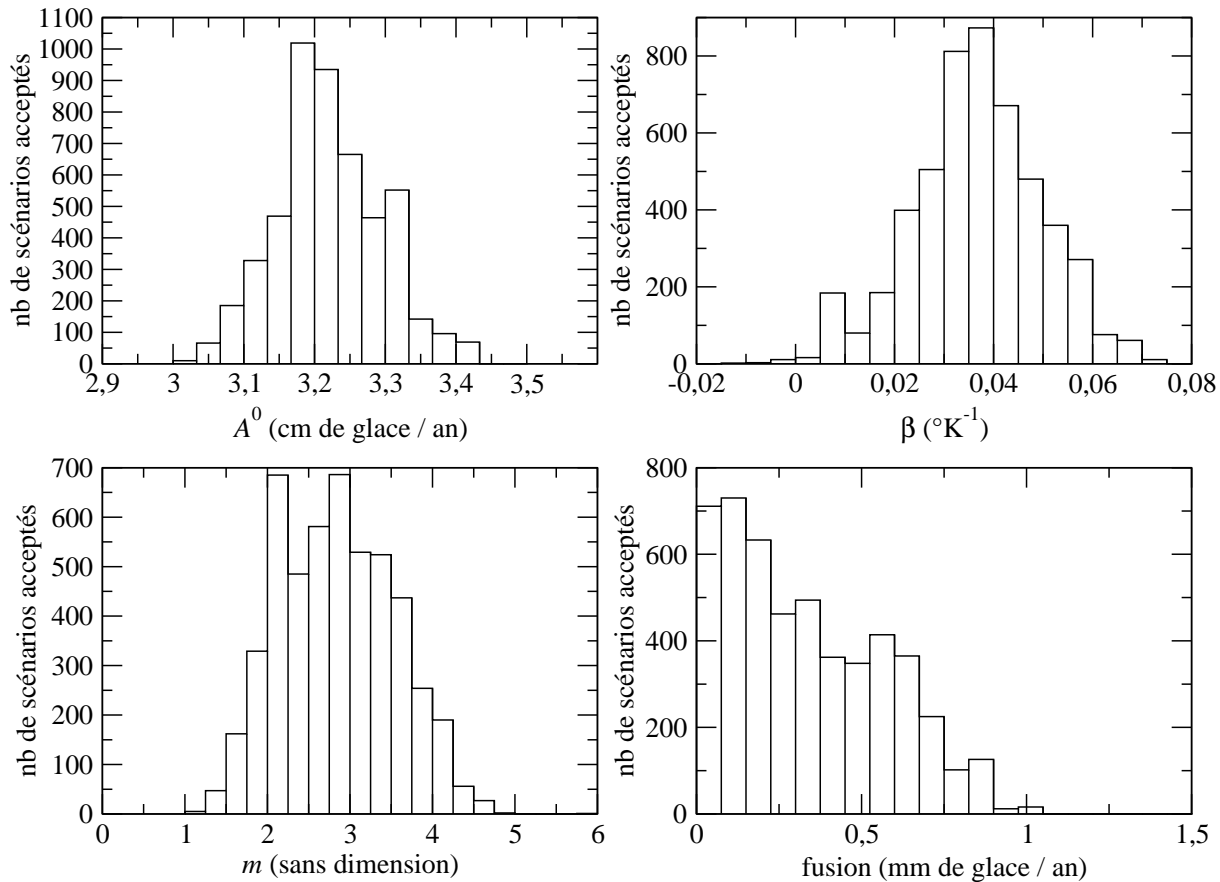 1100
1000
900
800
700
600
500
400
300
200
100
0
2,9 3 3,1 3,2 3,3 3,4 3,5
nb de scénarios acceptés
A⁰ (cm de glace / an)
800
600
400
200
0
-0,02 0 0,02 0,04 0,06 0,08
nb de scénarios acceptés
β (°K⁻¹)
700
600
500
400
300
200
100
0
0 1 2 3 4 5 6
nb de scénarios acceptés
m (sans dimension)
800
600
400
200
0
0 0,5 1 1,5
nb de scénarios acceptés
fusion (mm de glace / an)